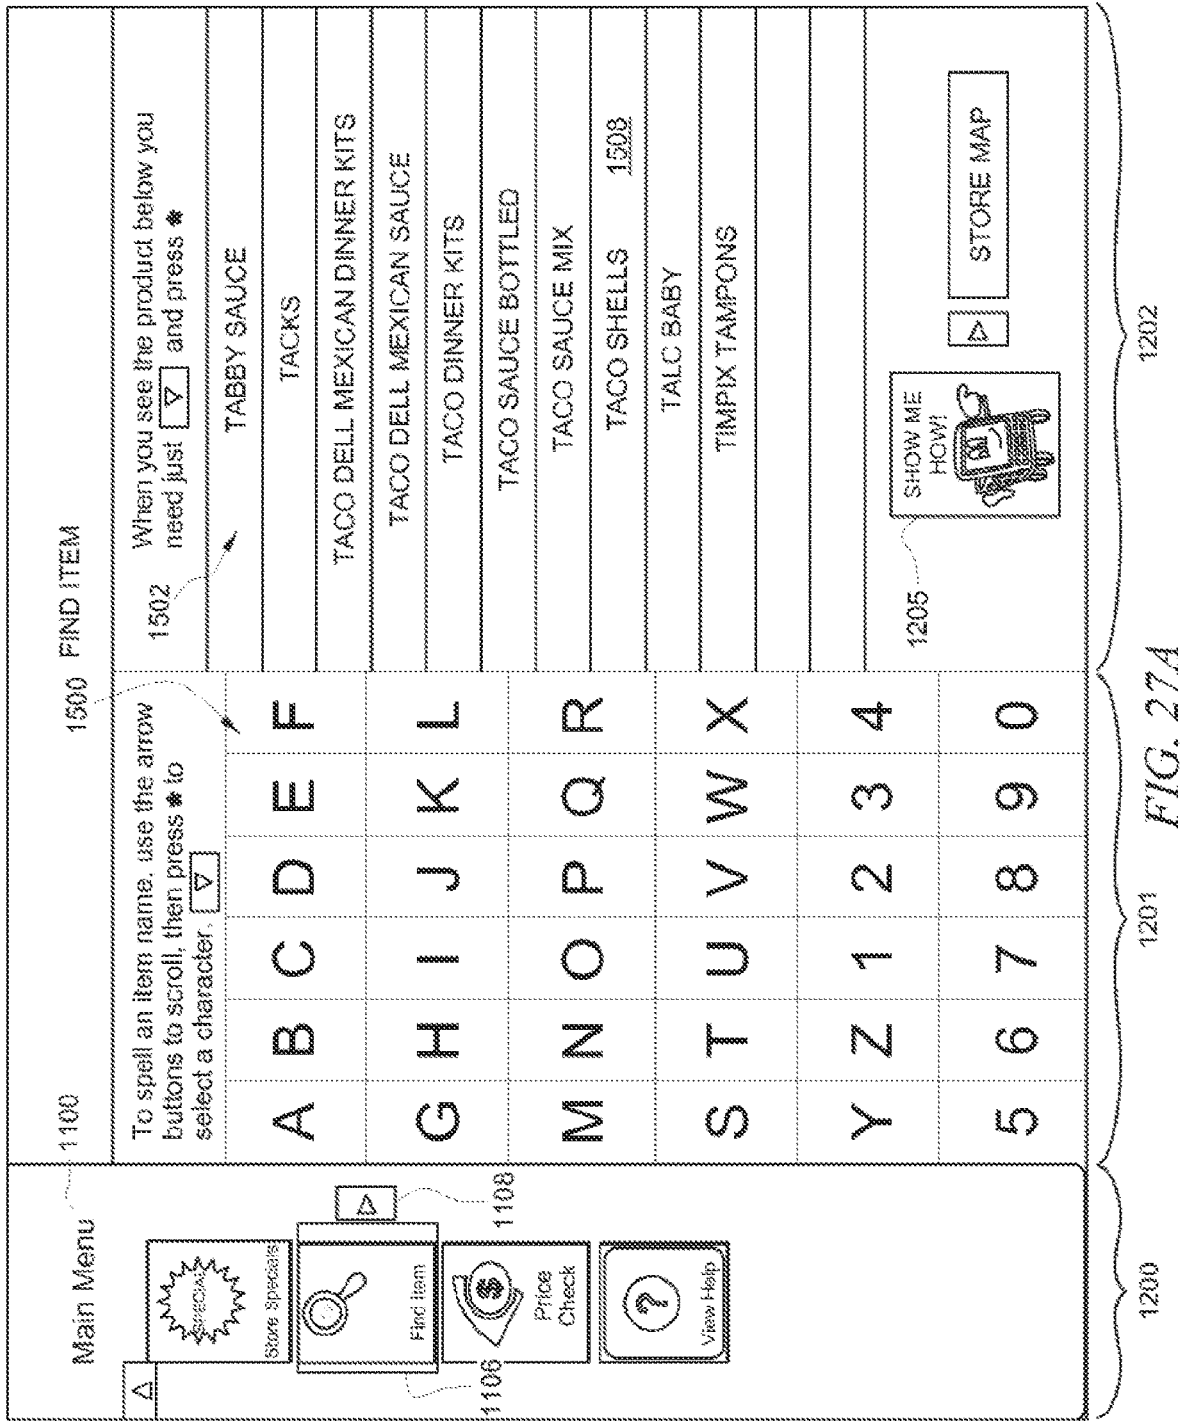 1100
1500
FIND ITEM
Main Menu
SPECIAL
Store Specials
Find Item
1106
1108
$
Price
Check
?
View Help
To spell an item name, use the arrow
buttons to scroll, then press * to
select a character.
A B C D E F
G H I J K L
M N O P Q R
S T U V W X
Y Z 1 2 3 4
5 6 7 8 9 0
1502
When you see the product below you
need just and press *
TABBY SAUCE
TACKS
TACO DELL MEXICAN DINNER KITS
TACO DELL MEXICAN SAUCE
TACO DINNER KITS
TACO SAUCE BOTTLED
TACO SAUCE MIX
TACO SHELLS 1508
TALC BABY
TIMPIX TAMPONS
1205
SHOW ME
HOW!
STORE MAP
1200
1201
1202
FIG. 27A